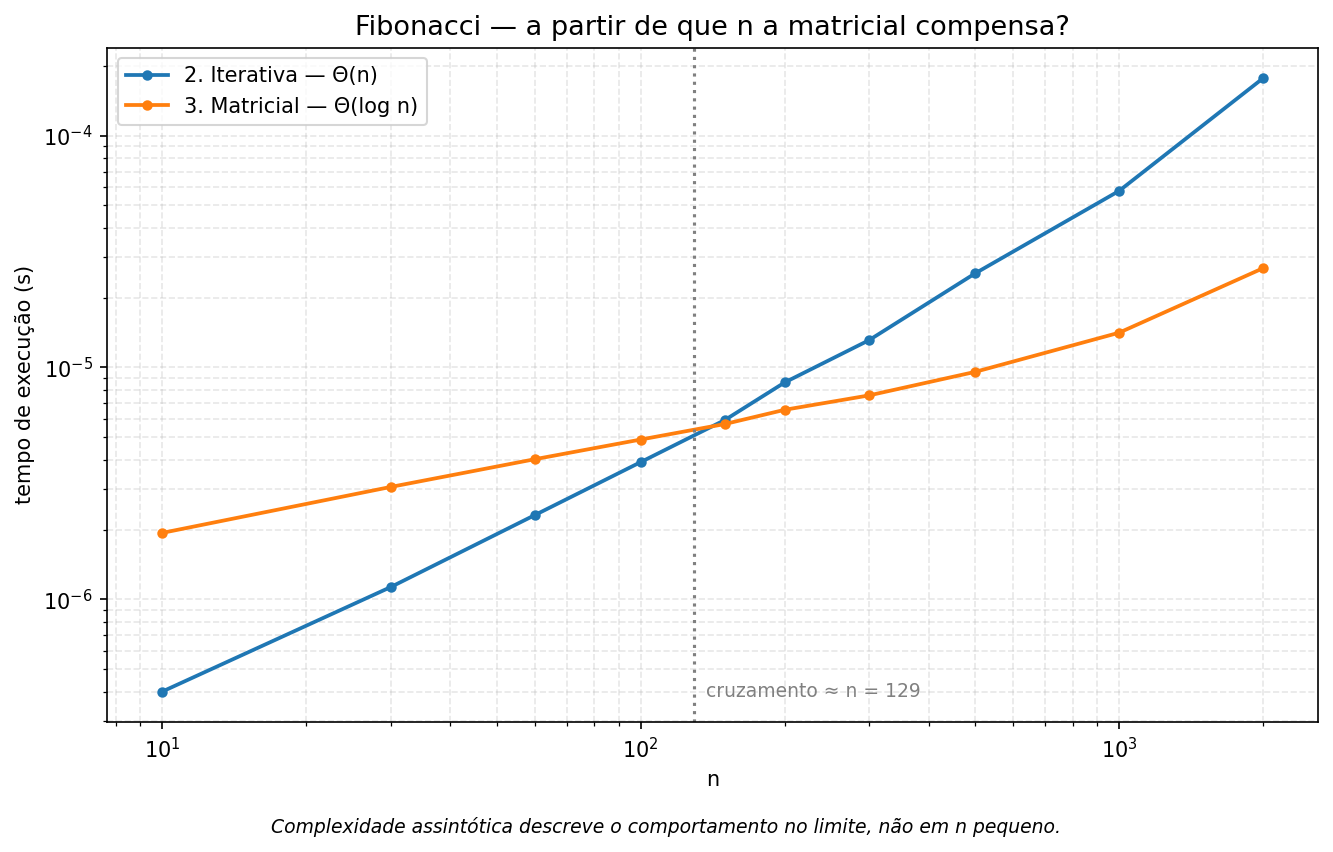 Fibonacci — a partir de que n a matricial compensa?
2. Iterativa — Θ(n)
3. Matricial — Θ(log n)
tempo de execução (s)
10⁻⁴
10⁻⁵
10⁻⁶
cruzamento ≈ n = 129
10¹ 10² 10³
n
Complexidade assintótica descreve o comportamento no limite, não em n pequeno.